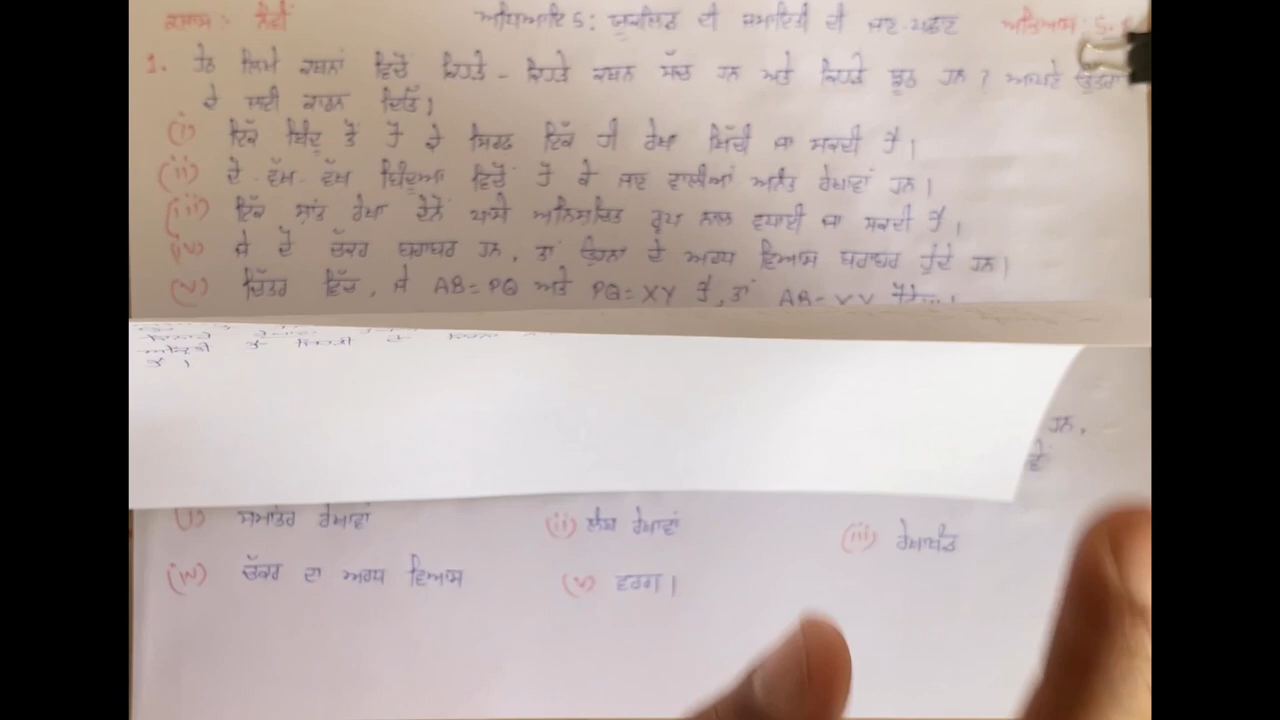 ਕਲਾਸ : ਨੌਵੀਂ ਅਧਿਆਇ 5 : ਯੂਕਲਿਡ ਦੀ ਜਮਾਇਤੀ ਦੀ ਜਾਣ-ਪਛਾਣ ਅਭਿਆਸ : 5.
1. ਹੇਠ ਲਿਖੇ ਕਥਨਾਂ ਵਿਚੋਂ ਕਿਹੜੇ - ਕਿਹੜੇ ਕਥਨ ਸੱਚ ਹਨ ਅਤੇ ਕਿਹੜੇ ਝੂਠ ਹਨ ? ਆਪਣੇ ਉੱਤਰਾਂ
ਦੇ ਸਹੀ ਕਾਰਨ ਦਿਓ।
(i) ਇੱਕ ਬਿੰਦੂ ਤੋਂ ਹੋ ਕੇ ਸਿਰਫ ਇੱਕ ਹੀ ਰੇਖਾ ਖਿੱਚੀ ਜਾ ਸਕਦੀ ਹੈ।
(ii) ਦੋ-ਵੱਖ-ਵੱਖ ਬਿੰਦੂਆਂ ਵਿਚੋਂ ਹੋ ਕੇ ਜਾਣ ਵਾਲੀਆਂ ਅਨੰਤ ਰੇਖਾਵਾਂ ਹਨ।
(iii) ਇੱਕ ਸਾਂਤ ਰੇਖਾ ਦੋਨੋਂ ਪਾਸੇ ਅਨਿਸ਼ਚਿਤ ਰੂਪ ਨਾਲ ਵਧਾਈ ਜਾ ਸਕਦੀ ਹੈ।
(iv) ਜੇ ਦੋ ਚੱਕਰ ਬਰਾਬਰ ਹਨ, ਤਾਂ ਉਹਨਾਂ ਦੇ ਅਰਧ ਵਿਆਸ ਬਰਾਬਰ ਹੁੰਦੇ ਹਨ।
(v) ਚਿੱਤਰ ਵਿੱਚ, ਜੇ AB = PQ ਅਤੇ PQ = XY ਹੈ, ਤਾਂ AB = XY
ਹੈ।
ਹਨ,
(i) ਸਮਾਂਤਰ ਰੇਖਾਵਾਂ (ii) ਲੰਬ ਰੇਖਾਵਾਂ (iii) ਰੇਖਾਖੰਡ
(iv) ਚੱਕਰ ਦਾ ਅਰਧ ਵਿਆਸ (v) ਵਰਗ।